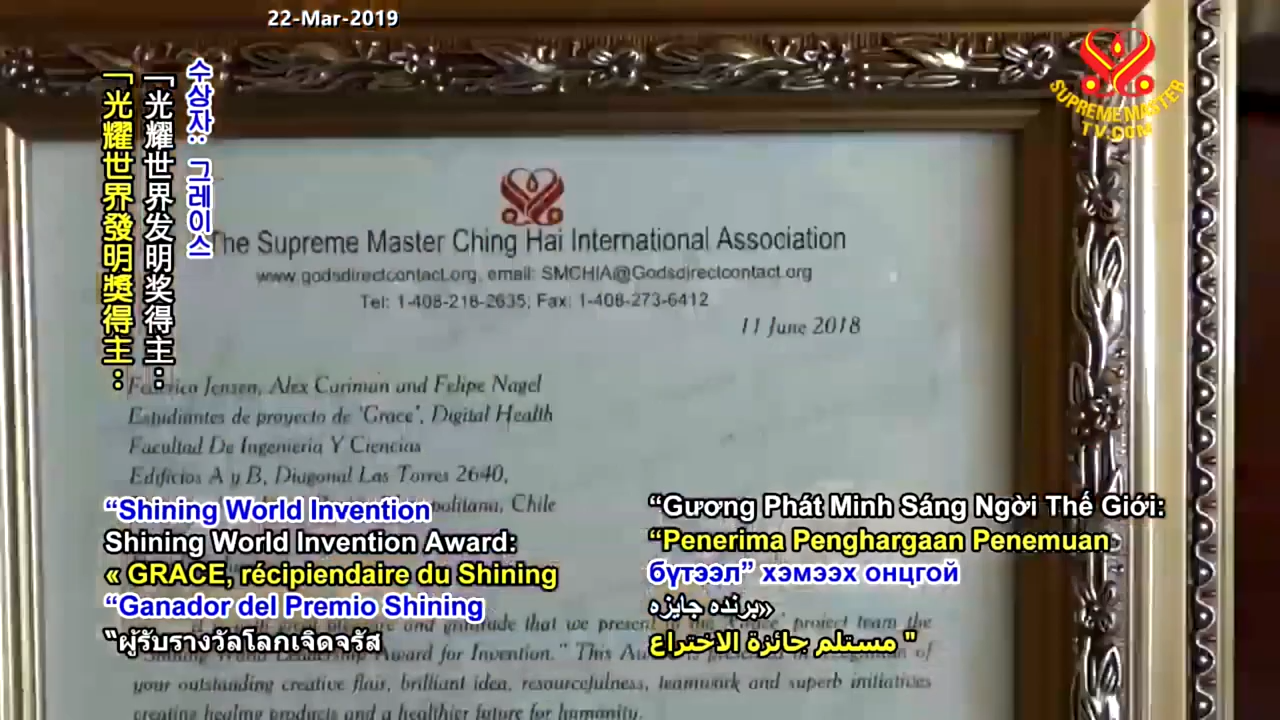 22-Mar-2019
SUPREME MASTER
TV.COM
수상자: 그레이스
「光耀世界发明奖得主：
「光耀世界發明獎得主：
The Supreme Master Ching Hai International Association
www.godsdirectcontact.org, email: SMCHIA@Godsdirectcontact.org
Tel: 1-408-218-2635; Fax: 1-408-273-6412
11 June 2018
Jensen, Alex Cariman and Felipe Nagel
Estudiantes de proyecto de 'Grace', Digital Health
Facultad De Ingenieria Y Ciencias
Edificios A y B, Diagonal Las Torres 2640,
Chile
and gratitude that we present project team the
Award for Invention." This of
your outstanding creative flair, brilliant idea, resourcefulness, teamwork and superb initiatives
creating healing products and a healthier future for humanity.
“Shining World Invention
Shining World Invention Award:
« GRACE, récipiendaire du Shining
“Ganador del Premio Shining
“ผู้รับรางวัลโลกเจิดจรัส
“Gương Phát Minh Sáng Ngời Thế Giới:
“Penerima Penghargaan Penemuan
бүтээл” хэмээх онцгой
«برنده جایزه
" مستلم جائزة الاختراع